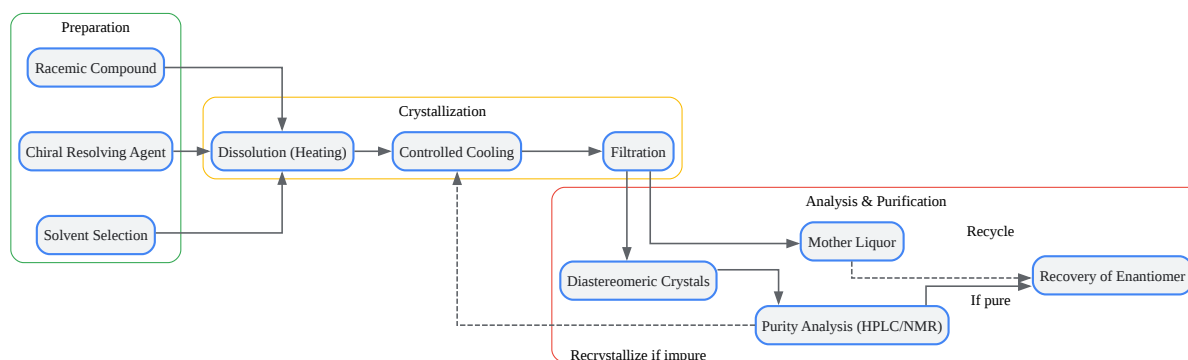 Preparation
Racemic Compound
Chiral Resolving Agent
Solvent Selection
Crystallization
Dissolution (Heating)
Controlled Cooling
Filtration
Analysis & Purification
Mother Liquor
Recycle
Diastereomeric Crystals
Recovery of Enantiomer
If pure
Purity Analysis (HPLC/NMR)
Recrystallize if impure